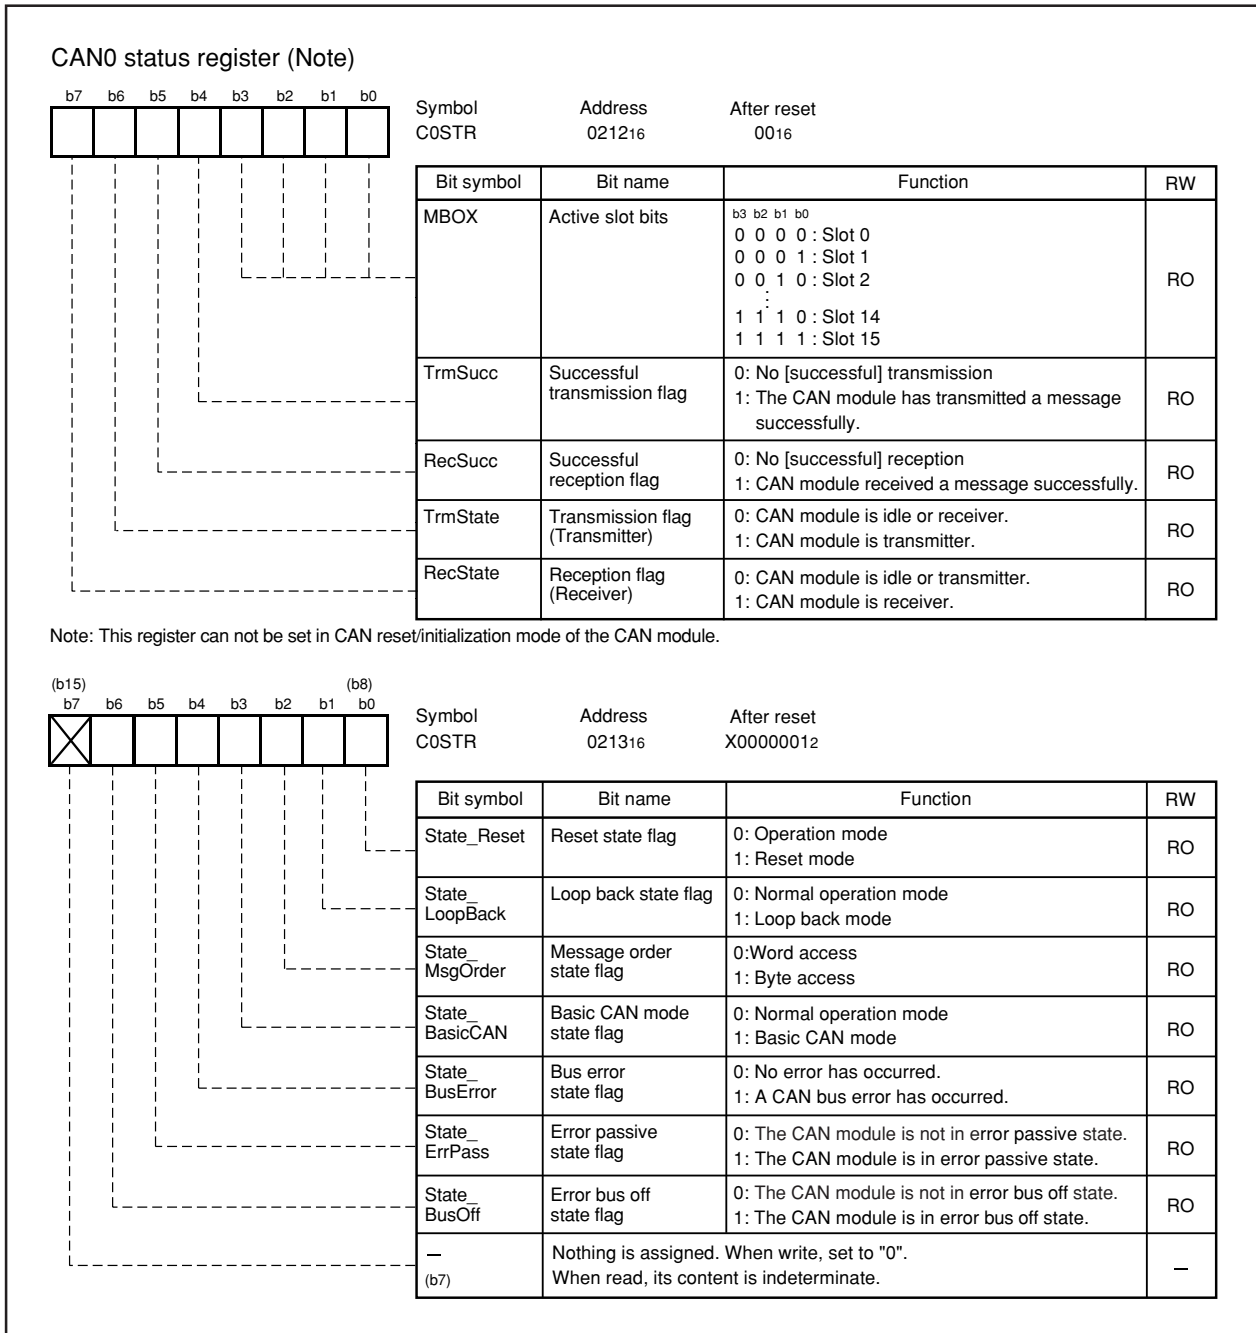 CAN0 status register (Note)
b7 b6 b5 b4 b3 b2 b1 b0
Symbol Address After reset
C0STR 021216 0016
Bit symbol Bit name Function RW
MBOX Active slot bits b3 b2 b1 b0
0 0 0 0 : Slot 0
0 0 0 1 : Slot 1
0 0 1 0 : Slot 2
:
1 1 1 0 : Slot 14
1 1 1 1 : Slot 15
RO
TrmSucc Successful transmission flag 0: No [successful] transmission
1: The CAN module has transmitted a message
successfully.
RO
RecSucc Successful reception flag 0: No [successful] reception
1: CAN module received a message successfully.
RO
TrmState Transmission flag (Transmitter) 0: CAN module is idle or receiver.
1: CAN module is transmitter.
RO
RecState Reception flag (Receiver) 0: CAN module is idle or transmitter.
1: CAN module is receiver.
RO
Note: This register can not be set in CAN reset/initialization mode of the CAN module.
(b15) (b8)
b7 b6 b5 b4 b3 b2 b1 b0
Symbol Address After reset
C0STR 021316 X00000012
Bit symbol Bit name Function RW
State_Reset Reset state flag 0: Operation mode
1: Reset mode
RO
State_ LoopBack Loop back state flag 0: Normal operation mode
1: Loop back mode
RO
State_ MsgOrder Message order state flag 0:Word access
1: Byte access
RO
State_ BasicCAN Basic CAN mode state flag 0: Normal operation mode
1: Basic CAN mode
RO
State_ BusError Bus error state flag 0: No error has occurred.
1: A CAN bus error has occurred.
RO
State_ ErrPass Error passive state flag 0: The CAN module is not in error passive state.
1: The CAN module is in error passive state.
RO
State_ BusOff Error bus off state flag 0: The CAN module is not in error bus off state.
1: The CAN module is in error bus off state.
RO
– (b7) Nothing is assigned. When write, set to "0".
When read, its content is indeterminate.
–